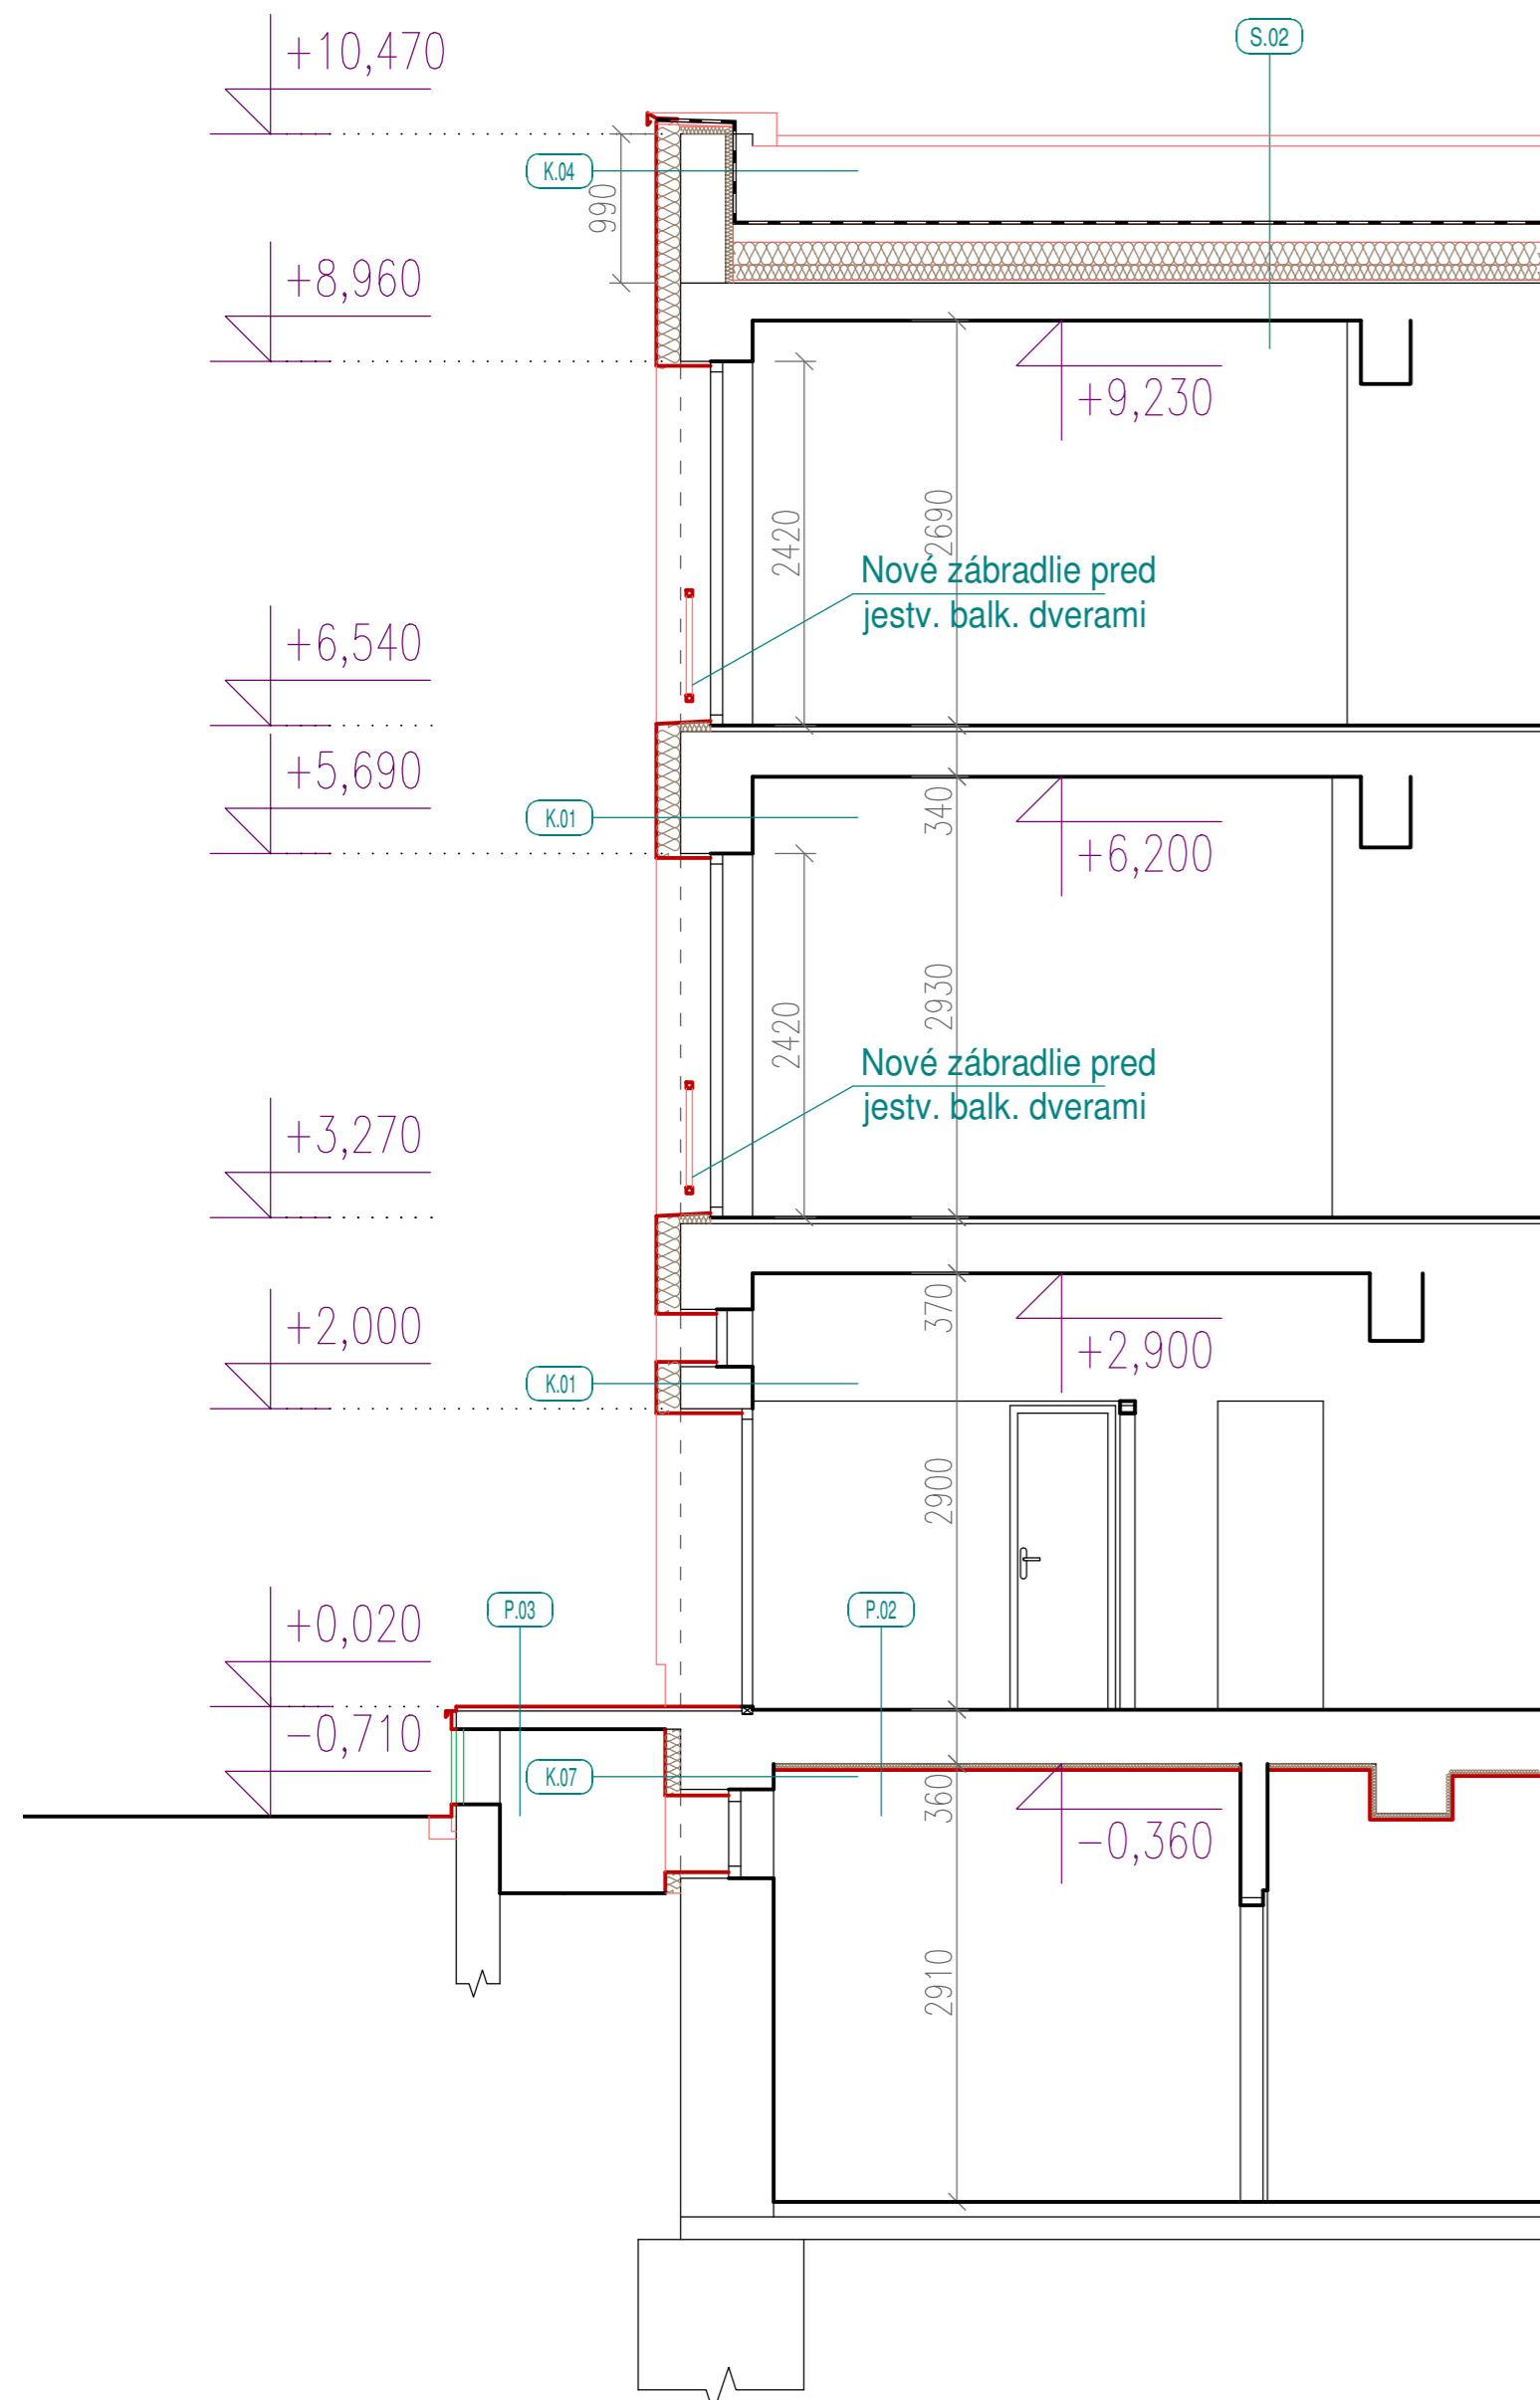 +10,470
S.02
K.04
990
+8,960
+9,230
2690
2420
Nové zábradlie pred
jestv. balk. dverami
+6,540
+5,690
K.01
340
+6,200
2930
2420
Nové zábradlie pred
jestv. balk. dverami
+3,270
+2,000
370
+2,900
K.01
2900
P.03
P.02
+0,020
-0,710
K.07
360
-0,360
2910